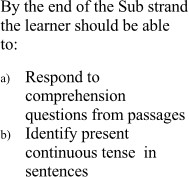 By the end of the Sub strand
the learner should be able
to:
a) Respond to
comprehension
questions from passages
b) Identify present
continuous tense in
sentences